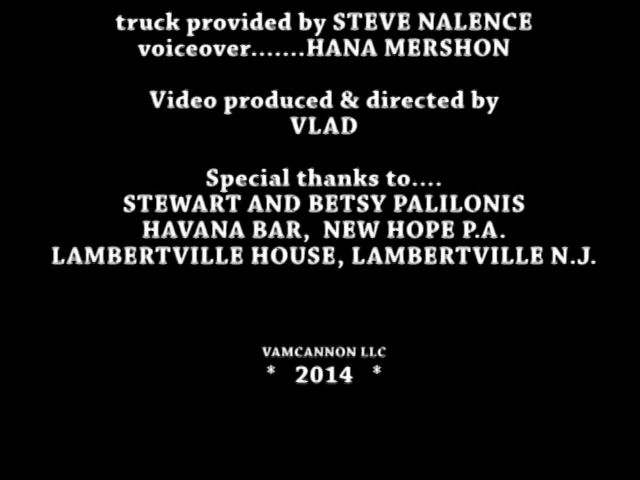 truck provided by STEVE NALENCE
voiceover.......HANA MERSHON
Video produced & directed by
VLAD
Special thanks to....
STEWART AND BETSY PALILONIS
HAVANA BAR, NEW HOPE P.A.
LAMBERTVILLE HOUSE, LAMBERTVILLE N.J.
VAMCANNON LLC
* 2014 *